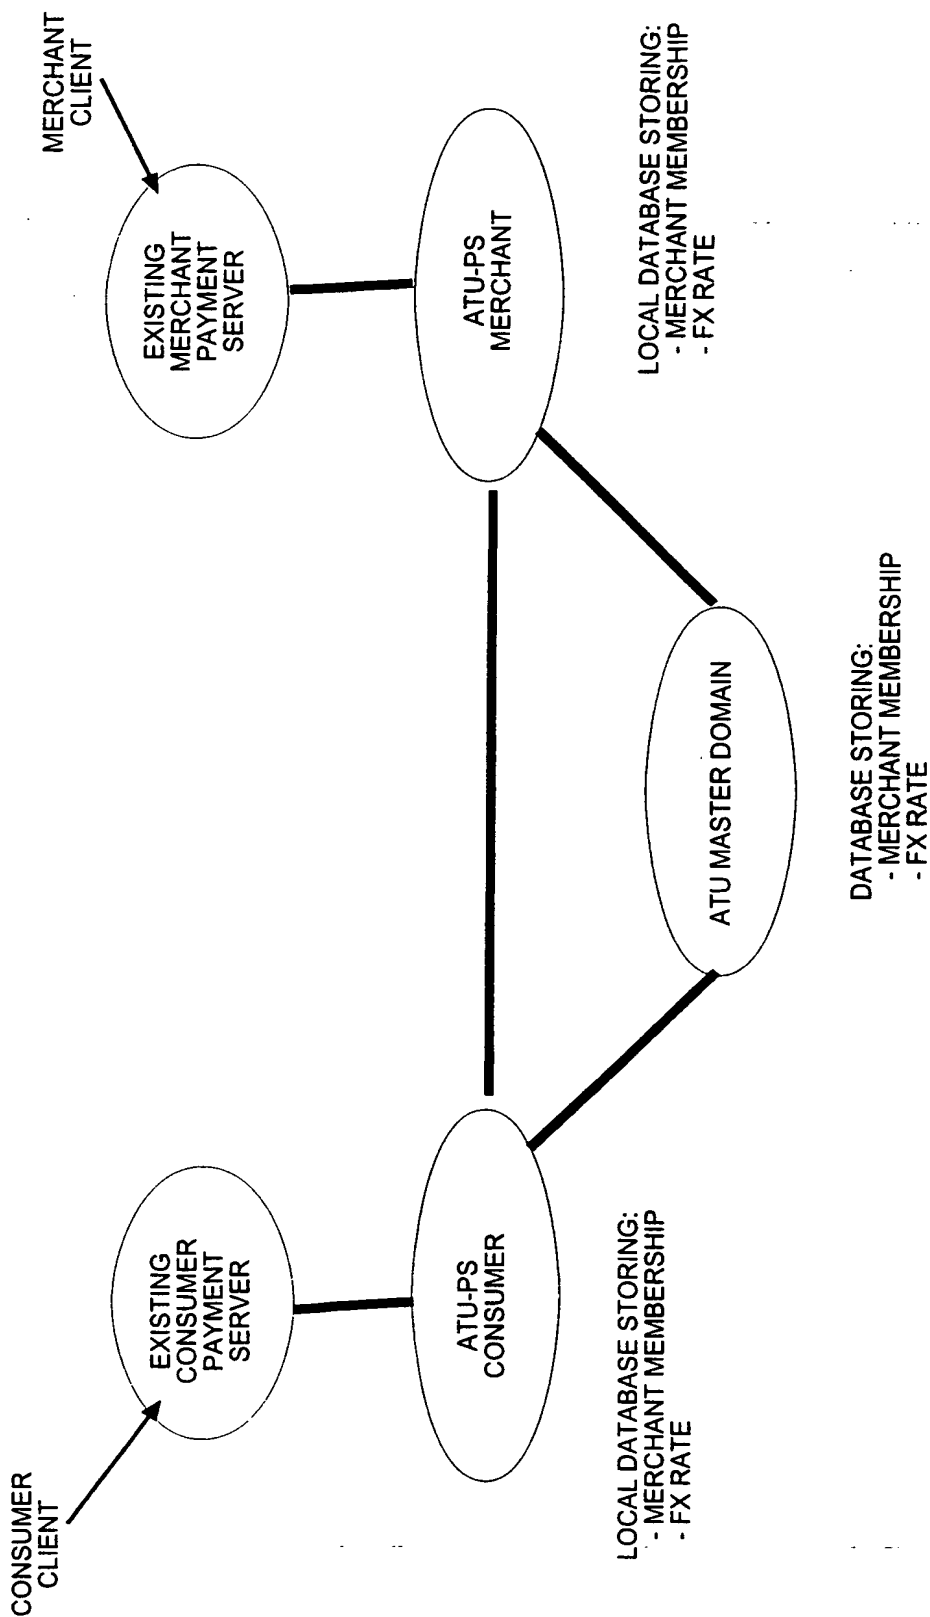 CONSUMER
CLIENT
MERCHANT
CLIENT
EXISTING
CONSUMER
PAYMENT
SERVER
EXISTING
MERCHANT
PAYMENT
SERVER
ATU-PS
CONSUMER
ATU-PS
MERCHANT
LOCAL DATABASE STORING:
- MERCHANT MEMBERSHIP
- FX RATE
LOCAL DATABASE STORING:
- MERCHANT MEMBERSHIP
- FX RATE
ATU MASTER DOMAIN
DATABASE STORING:
- MERCHANT MEMBERSHIP
- FX RATE